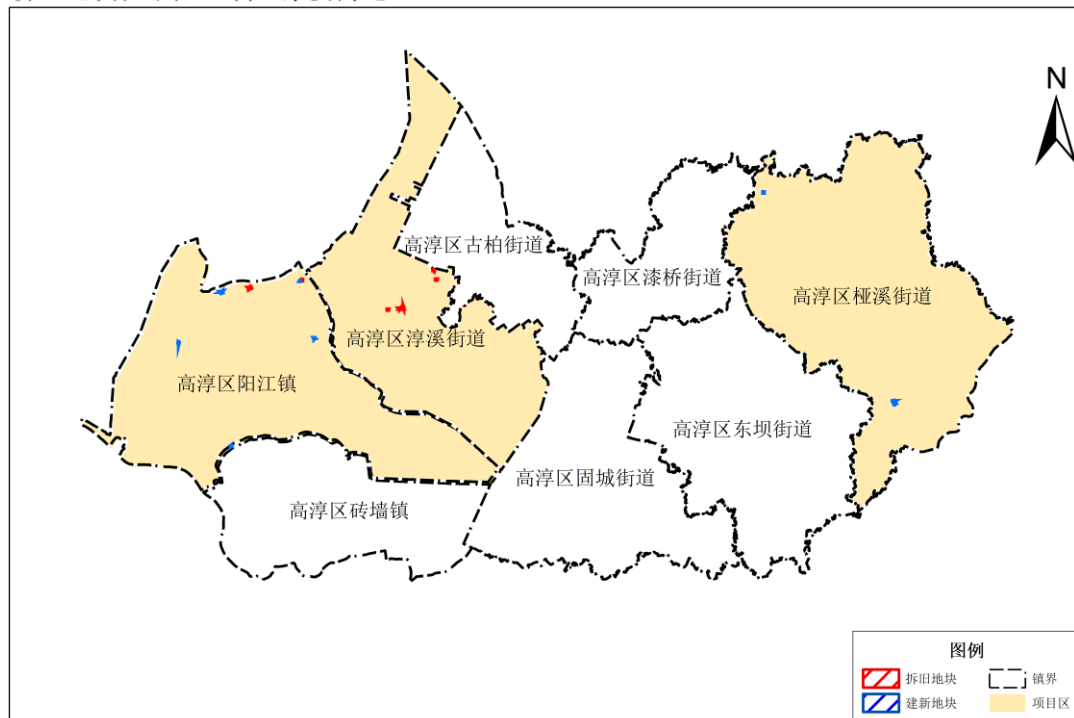 N
高淳区古柏街道
高淳区漆桥街道
高淳区桠溪街道
高淳区淳溪街道
高淳区阳江镇
高淳区东坝街道
高淳区固城街道
高淳区砖墙镇
图例
拆旧地块
镇界
建新地块
项目区